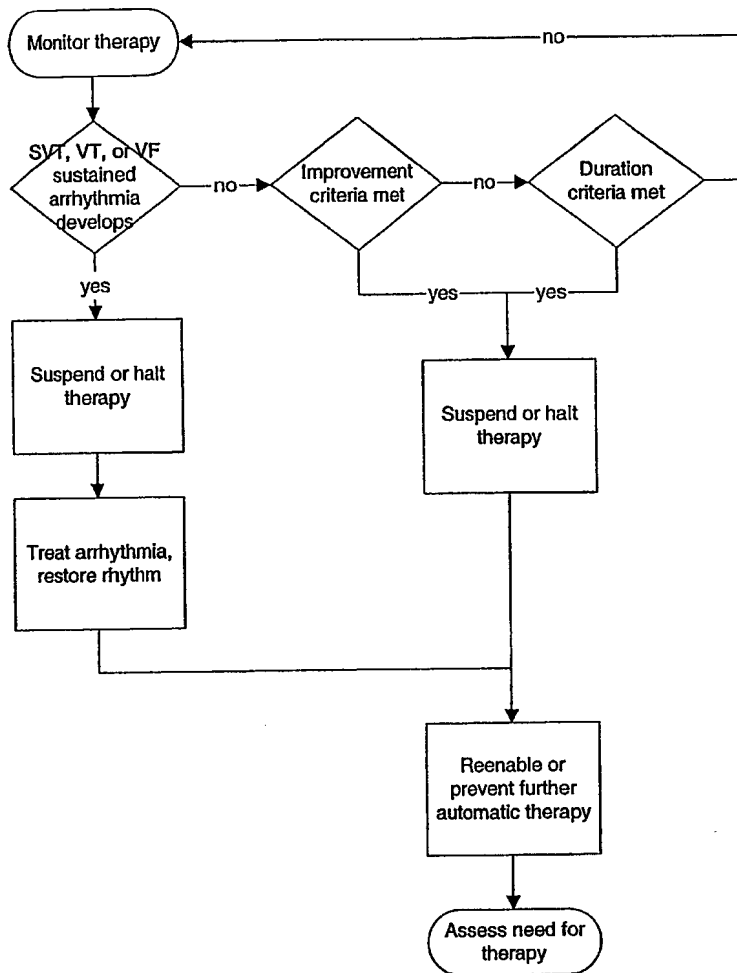 Monitor therapy
no
SVT, VT, or VF
sustained
arrhythmia
develops
no
Improvement
criteria met
no
Duration
criteria met
yes
yes
yes
Suspend or halt
therapy
Suspend or halt
therapy
Treat arrhythmia,
restore rhythm
Reenable or
prevent further
automatic therapy
Assess need for
therapy